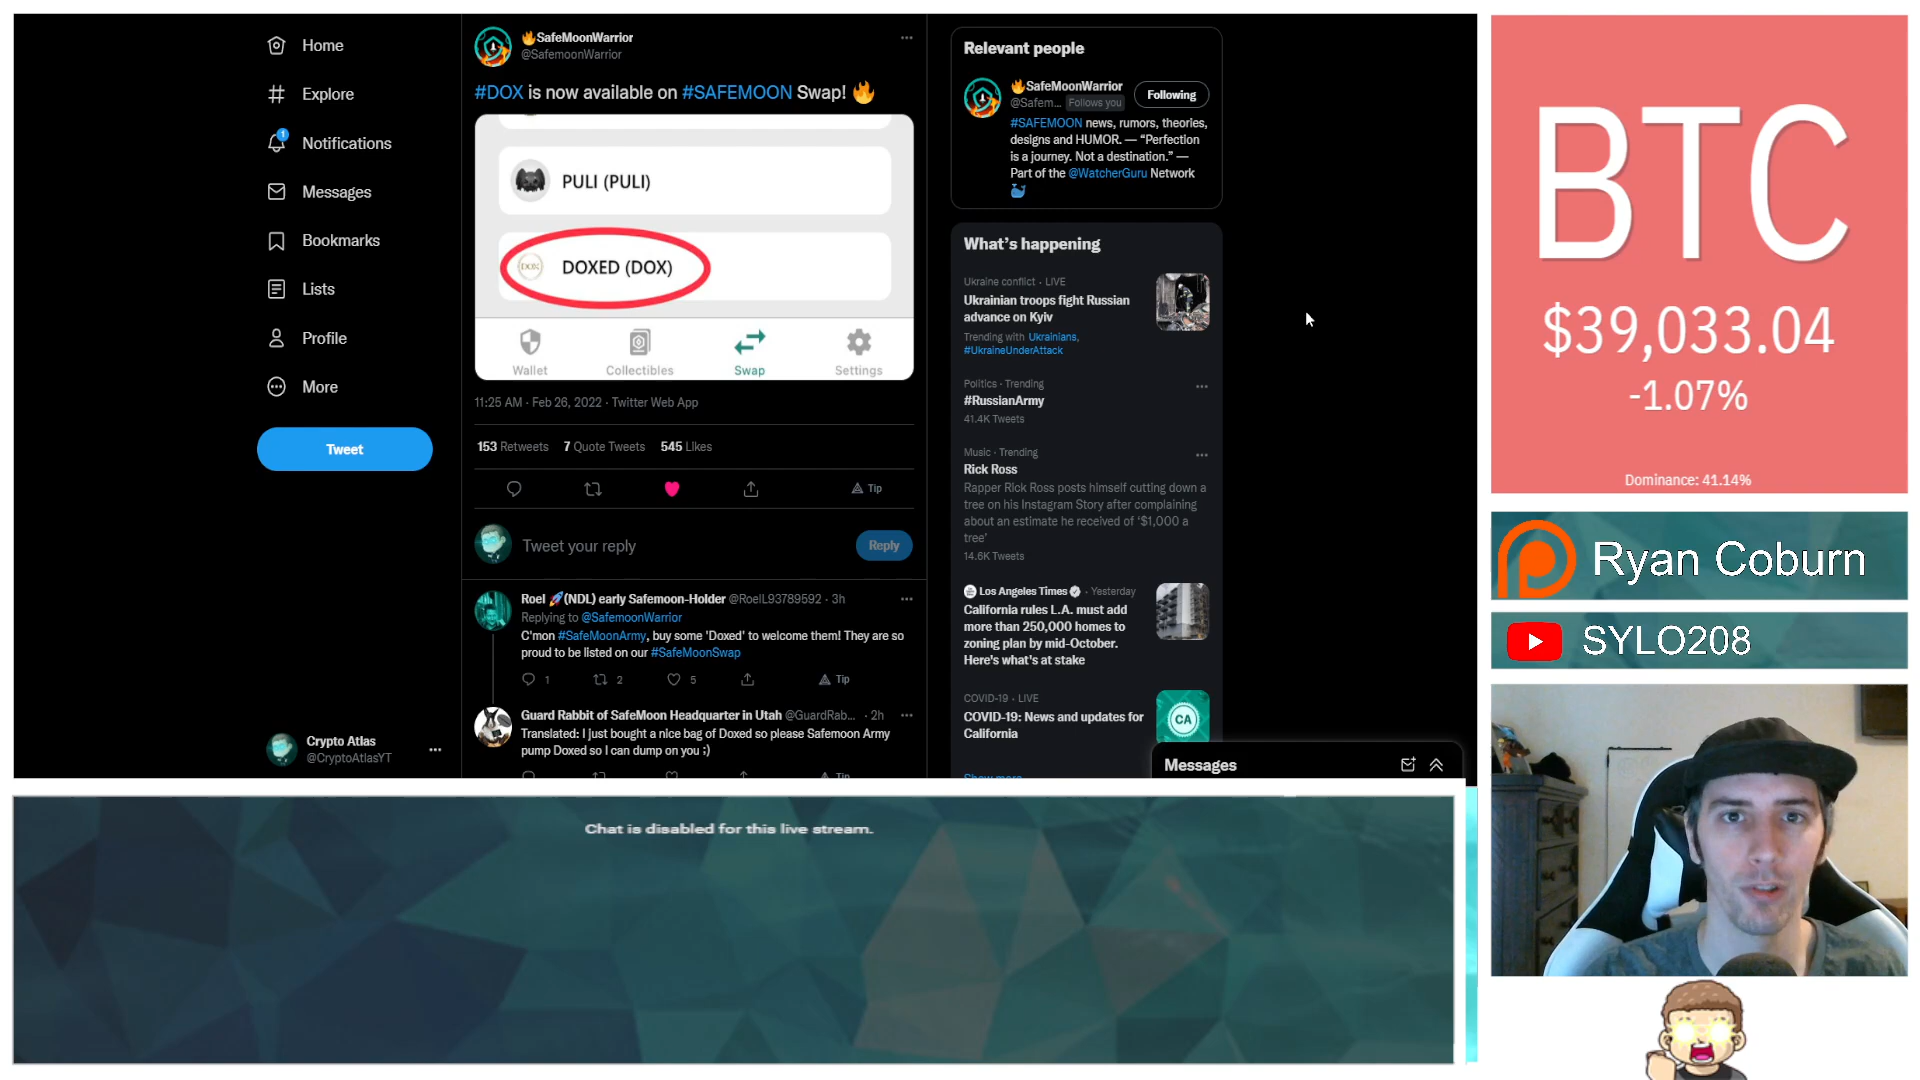 Home
Explore
1
Notifications
Messages
Bookmarks
Lists
Profile
More
Tweet
Crypto Atlas
@CryptoAtlasYT
🔥SafeMoonWarrior
@SafemoonWarrior
#DOX is now available on #SAFEMOON Swap! 🔥
PULI (PULI)
DOX
DOXED (DOX)
Wallet
Collectibles
Swap
Settings
11:25 AM · Feb 26, 2022 · Twitter Web App
153 Retweets 7 Quote Tweets 545 Likes
Tip
Tweet your reply
Reply
Roel 🚀(NDL) early Safemoon-Holder @RoelL93789592 · 3h
Replying to @SafemoonWarrior
C'mon #SafeMoonArmy, buy some 'Doxed' to welcome them! They are so
proud to be listed on our #SafeMoonSwap
1 2 5 Tip
Guard Rabbit of SafeMoon Headquarter in Utah @GuardRab... · 2h
Translated: I just bought a nice bag of Doxed so please Safemoon Army
pump Doxed so I can dump on you ;)
Tip
Relevant people
🔥SafeMoonWarrior
@Safem... Follows you
Following
#SAFEMOON news, rumors, theories,
designs and HUMOR. — “Perfection
is a journey. Not a destination.” —
Part of the @WatcherGuru Network
🐳
What's happening
Ukraine conflict · LIVE
Ukrainian troops fight Russian
advance on Kyiv
Trending with Ukrainians,
#UkraineUnderAttack
Politics · Trending
#RussianArmy
41.4K Tweets
Music · Trending
Rick Ross
Rapper Rick Ross posts himself cutting down a
tree on his Instagram Story after complaining
about an estimate he received of ‘$1,000 a
tree’
14.6K Tweets
Los Angeles Times · Yesterday
California rules L.A. must add
more than 250,000 homes to
zoning plan by mid-October.
Here's what's at stake
COVID-19 · LIVE
COVID-19: News and updates for
California
CA
Show more
Messages
Chat is disabled for this live stream.
BTC
$39,033.04
-1.07%
Dominance: 41.14%
Ryan Coburn
SYLO208